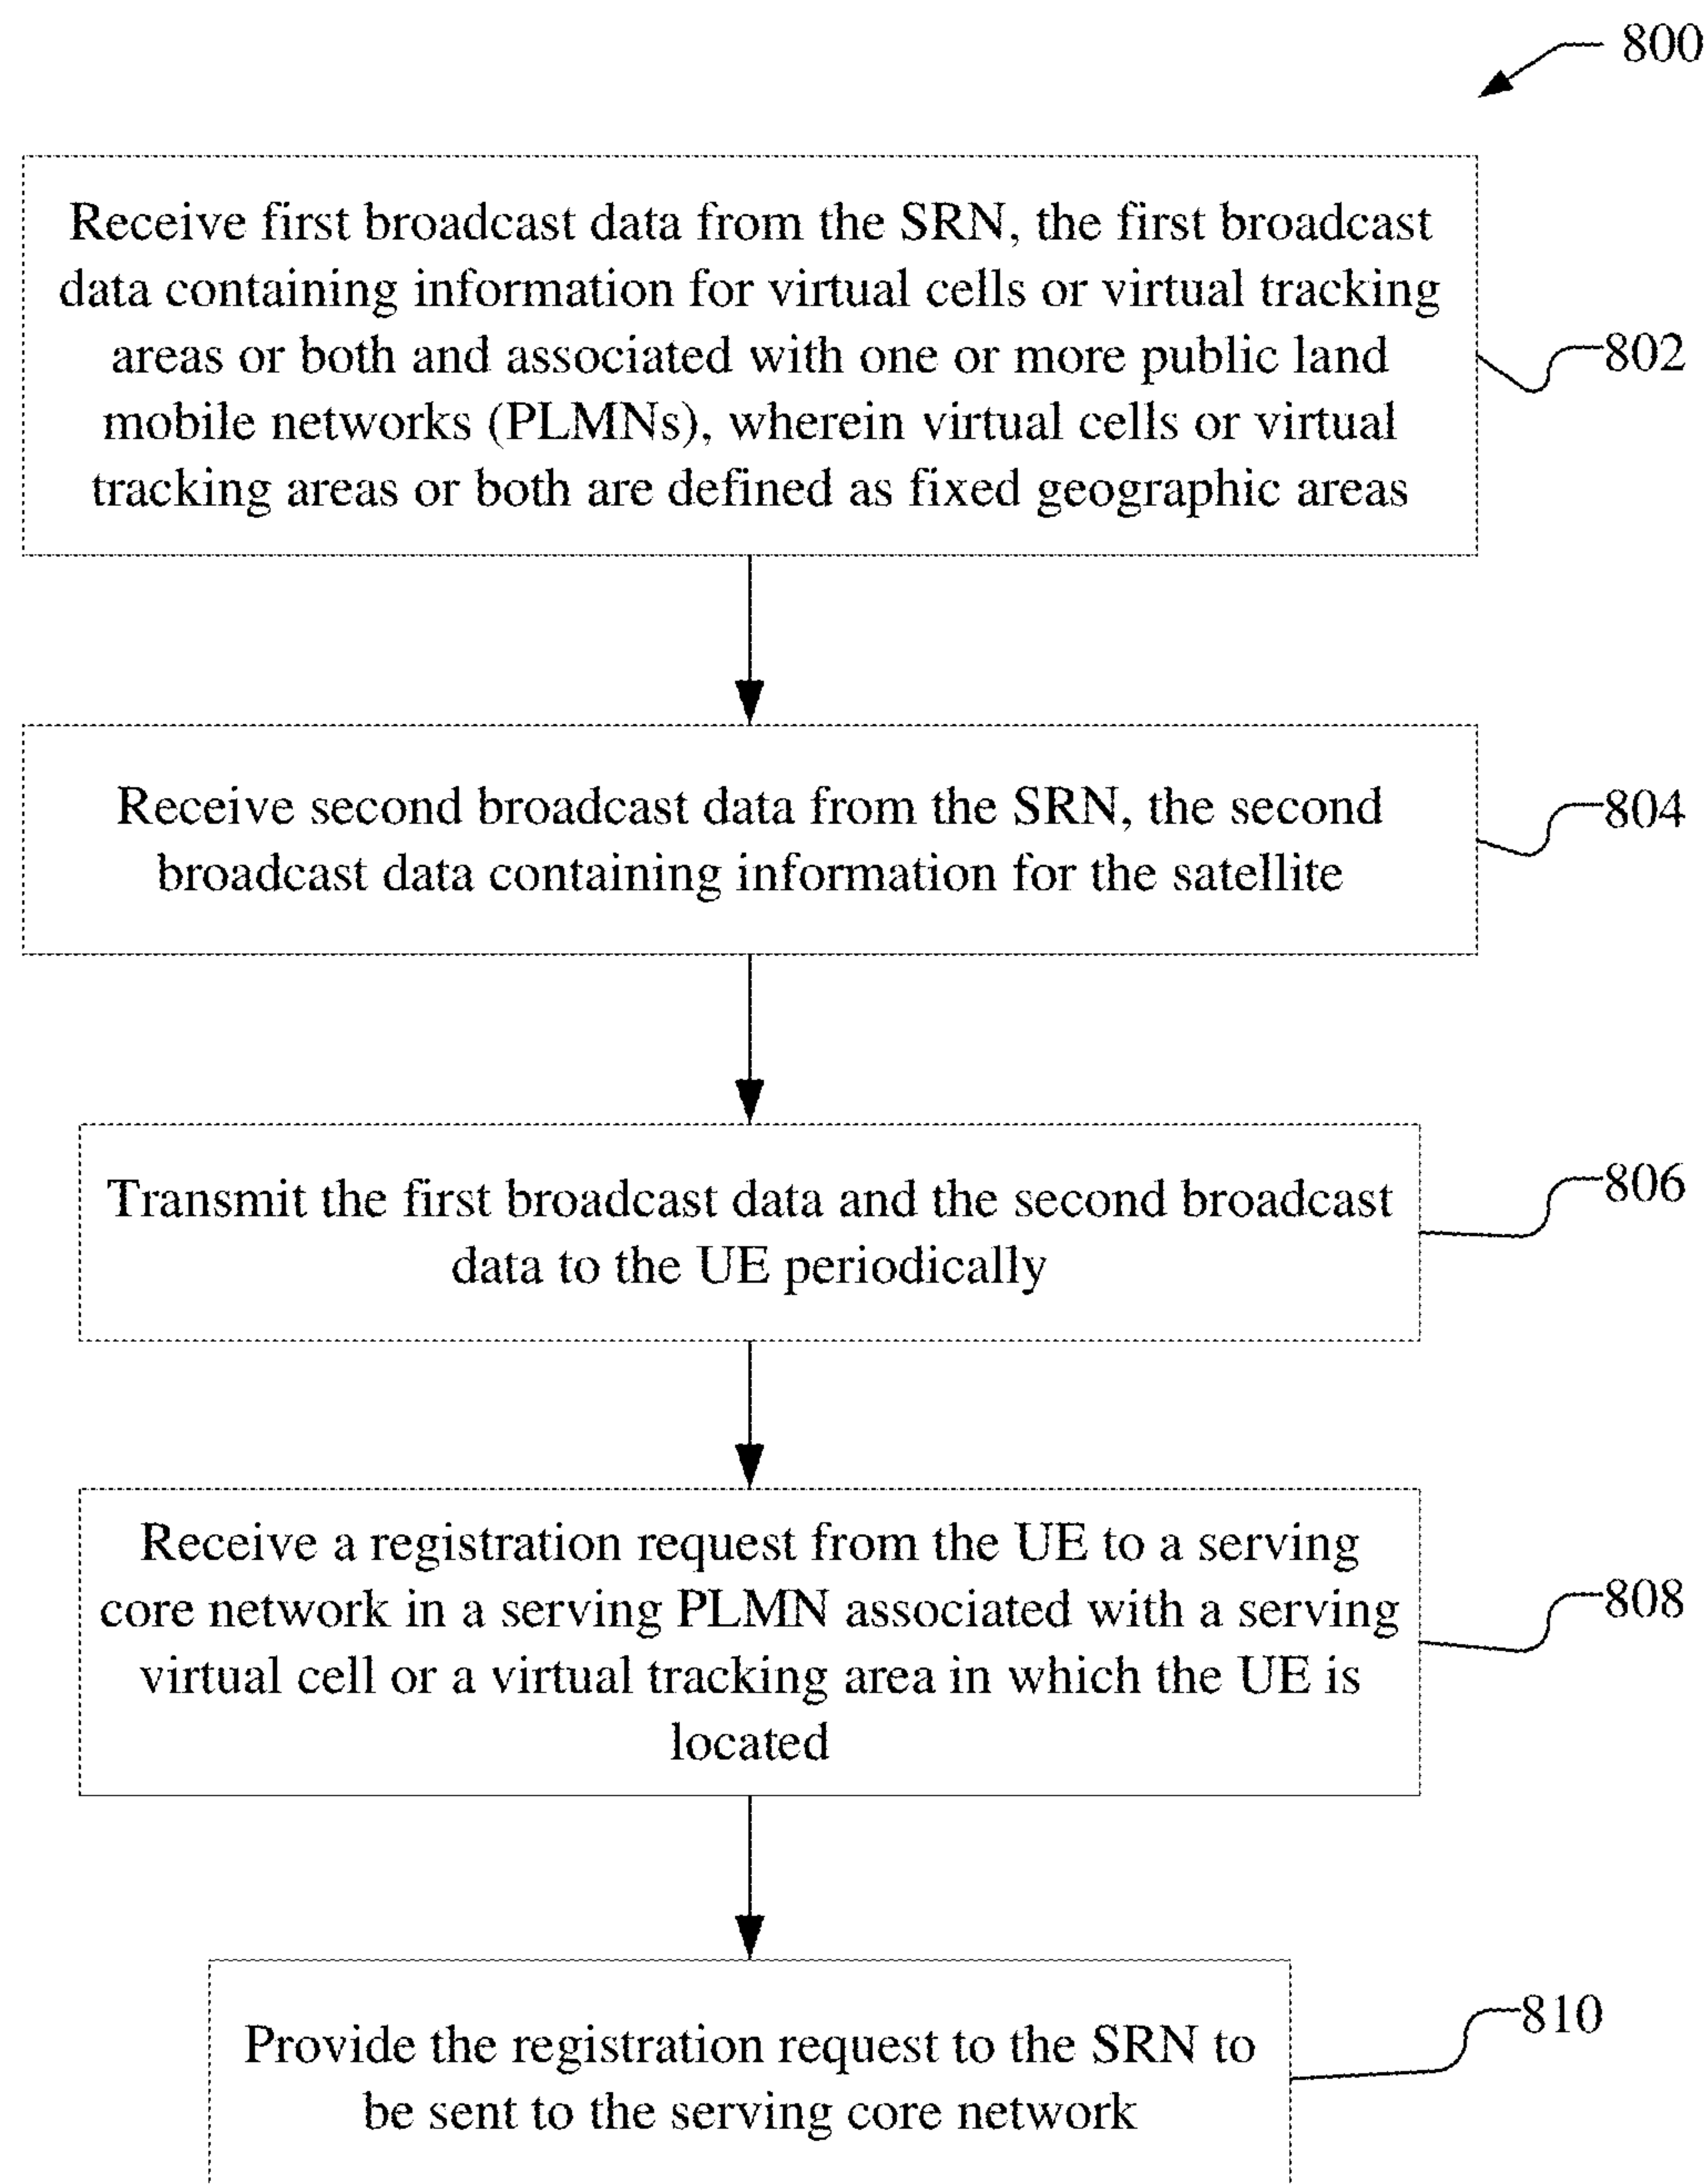 800
Receive first broadcast data from the SRN, the first broadcast
data containing information for virtual cells or virtual tracking
areas or both and associated with one or more public land
mobile networks (PLMNs), wherein virtual cells or virtual
tracking areas or both are defined as fixed geographic areas
802
Receive second broadcast data from the SRN, the second
broadcast data containing information for the satellite
804
Transmit the first broadcast data and the second broadcast
data to the UE periodically
806
Receive a registration request from the UE to a serving
core network in a serving PLMN associated with a serving
virtual cell or a virtual tracking area in which the UE is
located
808
Provide the registration request to the SRN to
be sent to the serving core network
810